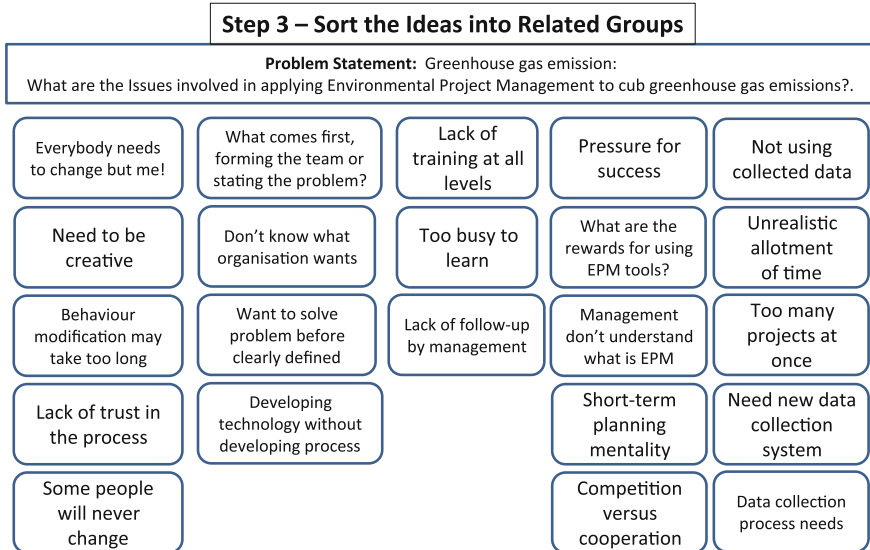 Step 3 – Sort the Ideas into Related Groups
Problem Statement: Greenhouse gas emission:
What are the Issues involved in applying Environmental Project Management to cub greenhouse gas emissions?.
Everybody needs
to change but me!
Need to be
creative
Behaviour
modification may
take too long
Lack of trust in
the process
Some people
will never
change
What comes first,
forming the team or
stating the problem?
Don't know what
organisation wants
Want to solve
problem before
clearly defined
Developing
technology without
developing process
Lack of
training at all
levels
Too busy to
learn
Lack of follow-up
by management
Pressure for
success
What are the
rewards for using
EPM tools?
Management
don't understand
what is EPM
Short-term
planning
mentality
Competition
versus
cooperation
Not using
collected data
Unrealistic
allotment
of time
Too many
projects at
once
Need new data
collection
system
Data collection
process needs